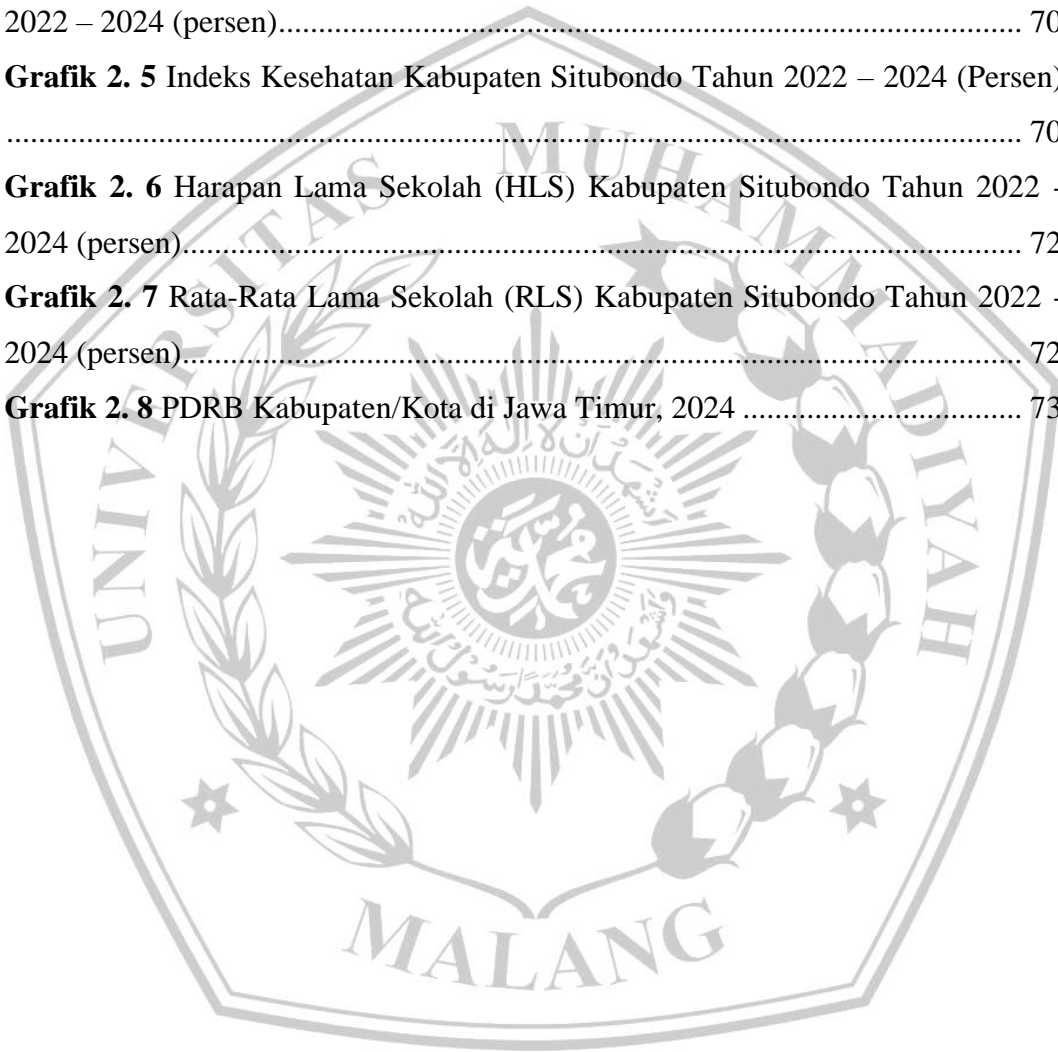 2022 – 2024 (persen)........................................................................................ 70
Grafik 2. 5 Indeks Kesehatan Kabupaten Situbondo Tahun 2022 – 2024 (Persen)
........................................................................................................................ 70
Grafik 2. 6 Harapan Lama Sekolah (HLS) Kabupaten Situbondo Tahun 2022 -
2024 (persen)................................................................................................... 72
Grafik 2. 7 Rata-Rata Lama Sekolah (RLS) Kabupaten Situbondo Tahun 2022 -
2024 (persen)................................................................................................... 72
Grafik 2. 8 PDRB Kabupaten/Kota di Jawa Timur, 2024 ................................. 73
UNIVERSITAS MUHAMMADIYAH
MALANG